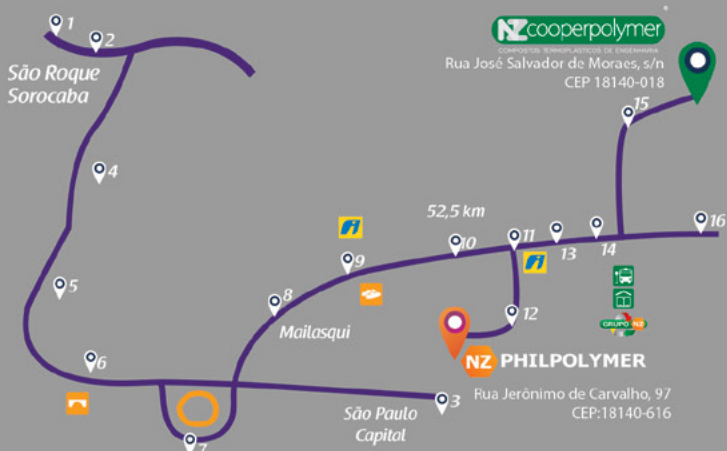 1
2
NZcooperpolymer
®
COMPOSTOS TERMOPLÁSTICOS DE ENGENHARIA
Rua José Salvador de Moraes, s/n
CEP 18140-018
São Roque
Sorocaba
15
4
52,5 km
16
11
10
13
14
9
5
8
12
Mailasqui
GRUPO NZ
NZ PHILPOLYMER
6
Rua Jerônimo de Carvalho, 97
CEP:18140-616
3
São Paulo
Capital
7